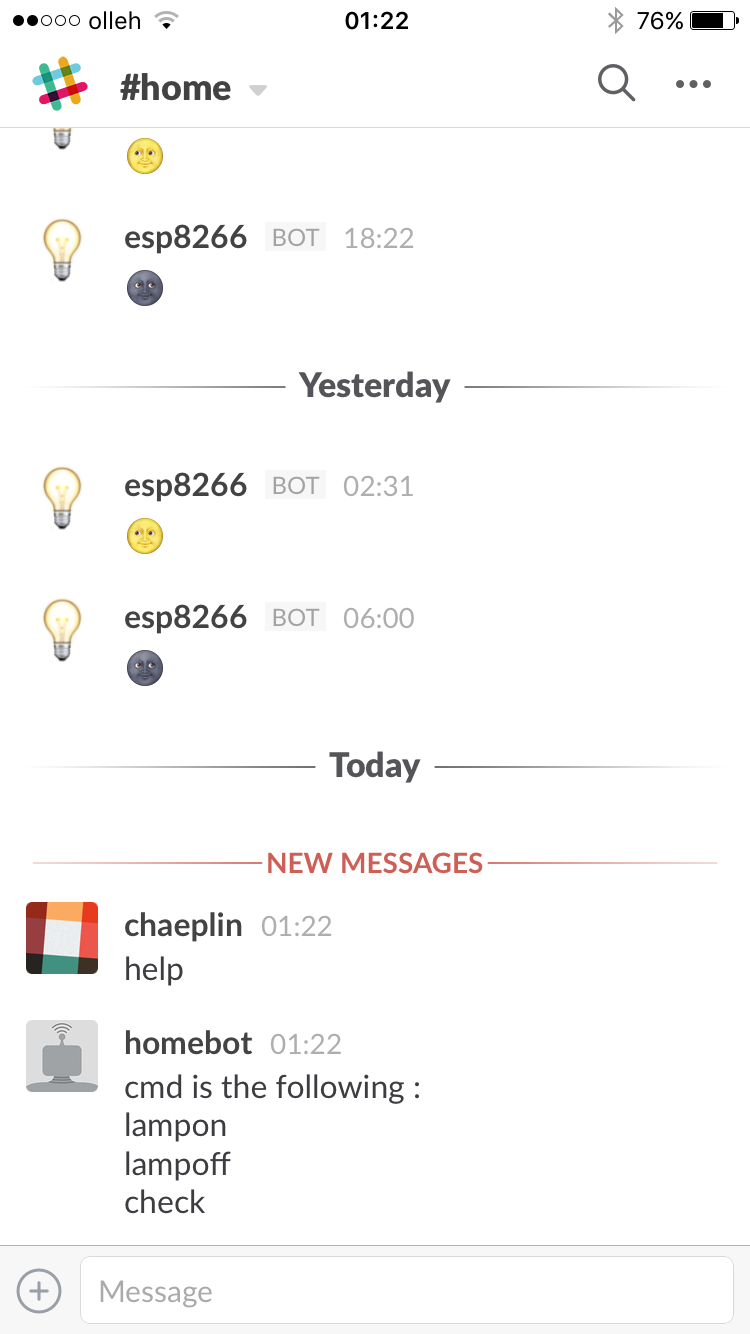 olleh 01:22 76%
#home
esp8266 BOT 18:22
Yesterday
esp8266 BOT 02:31
esp8266 BOT 06:00
Today
NEW MESSAGES
chaeplin 01:22
help
homebot 01:22
cmd is the following :
lampon
lampoff
check
Message